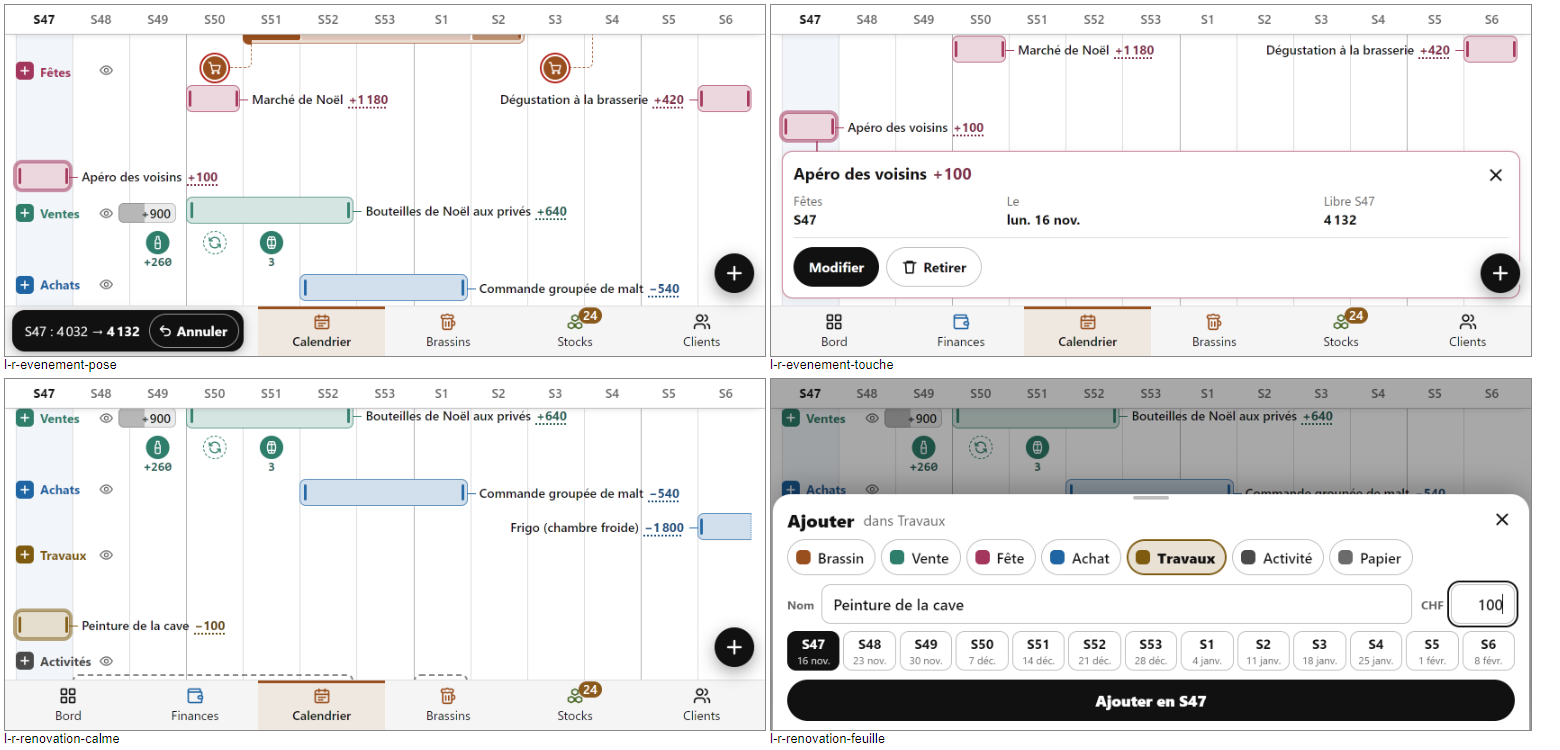 S47 S48 S49 S50 S51 S52 S53 S1 S2 S3 S4 S5 S6
Fêtes
Marché de Noël +1 180
Dégustation à la brasserie +420
Apéro des voisins +100
Ventes +900 Bouteilles de Noël aux privés +640
+260 3
Achats Commande groupée de malt −540
S47 : 4 032 → 4 132 Annuler
Calendrier Brassins Stocks 24 Clients
l-r-evenement-pose
S47 S48 S49 S50 S51 S52 S53 S1 S2 S3 S4 S5 S6
Marché de Noël +1 180 Dégustation à la brasserie +420
Apéro des voisins +100
Apéro des voisins +100
Fêtes Le Libre S47
S47 lun. 16 nov. 4 132
Modifier Retirer
Bord Finances Calendrier Brassins Stocks 24 Clients
l-r-evenement-touche
S47 S48 S49 S50 S51 S52 S53 S1 S2 S3 S4 S5 S6
Ventes +900 Bouteilles de Noël aux privés +640
+260 3
Achats Commande groupée de malt −540
Frigo (chambre froide) −1 800
Travaux
Peinture de la cave −100
Activités
Bord Finances Calendrier Brassins Stocks 24 Clients
l-r-renovation-calme
S47 S48 S49 S50 S51 S52 S53 S1 S2 S3 S4 S5 S6
Ventes +900 Bouteilles de Noël aux privés +640
+260 3
Achats Commande groupée de malt −540
Ajouter dans Travaux
Brassin Vente Fête Achat Travaux Activité Papier
Nom Peinture de la cave CHF 100
S47 S48 S49 S50 S51 S52 S53 S1 S2 S3 S4 S5 S6
16 nov. 23 nov. 30 nov. 7 déc. 14 déc. 21 déc. 28 déc. 4 janv. 11 janv. 18 janv. 25 janv. 1 févr. 8 févr.
Ajouter en S47
l-r-renovation-feuille